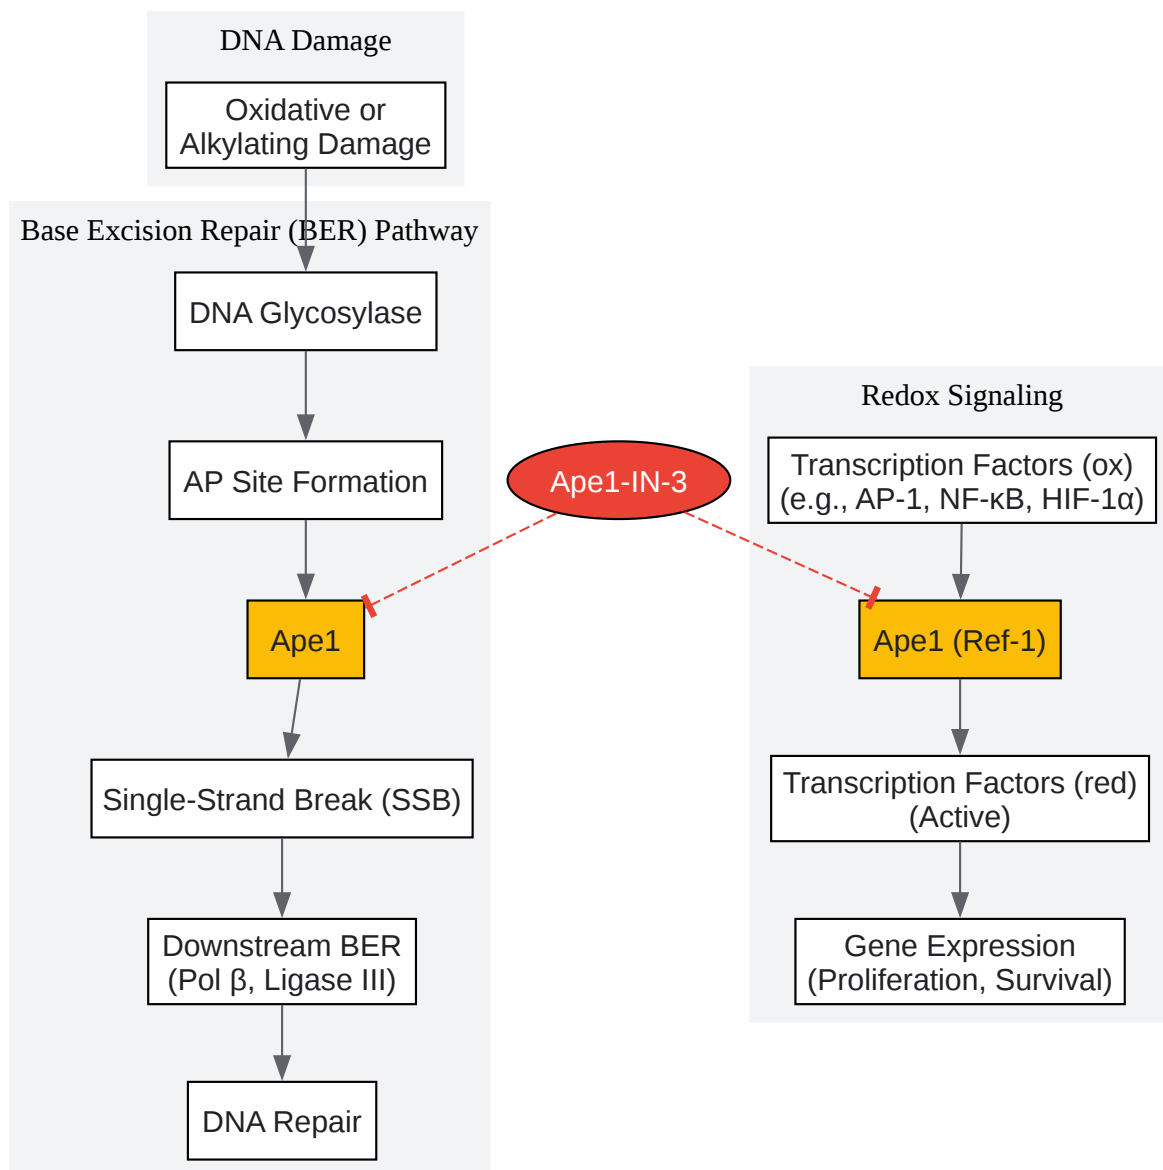 DNA Damage
Oxidative or
Alkylating Damage
Base Excision Repair (BER) Pathway
DNA Glycosylase
AP Site Formation
Ape1
Single-Strand Break (SSB)
Downstream BER
(Pol β, Ligase III)
DNA Repair
Ape1-IN-3
Redox Signaling
Transcription Factors (ox)
(e.g., AP-1, NF-κB, HIF-1α)
Ape1 (Ref-1)
Transcription Factors (red)
(Active)
Gene Expression
(Proliferation, Survival)